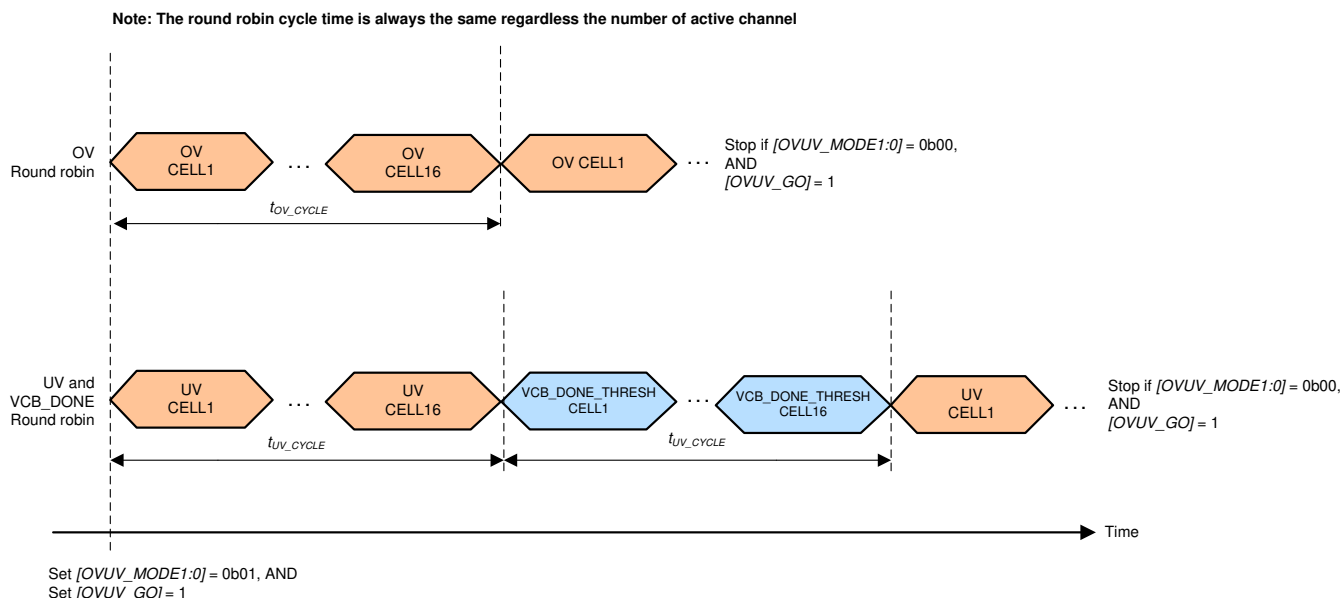 Note: The round robin cycle time is always the same regardless the number of active channel
OV
Round robin
OV
CELL1
...
OV
CELL16
OV CELL1
...
Stop if [OVUV_MODE1:0] = 0b00,
AND
[OVUV_GO] = 1
tOV_CYCLE
UV and
VCB_DONE
Round robin
UV
CELL1
...
UV
CELL16
VCB_DONE_THRESH
CELL1
...
VCB_DONE_THRESH
CELL16
UV
CELL1
...
Stop if [OVUV_MODE1:0] = 0b00,
AND
[OVUV_GO] = 1
tUV_CYCLE
tUV_CYCLE
Time
Set [OVUV_MODE1:0] = 0b01, AND
Set [OVUV_GO] = 1